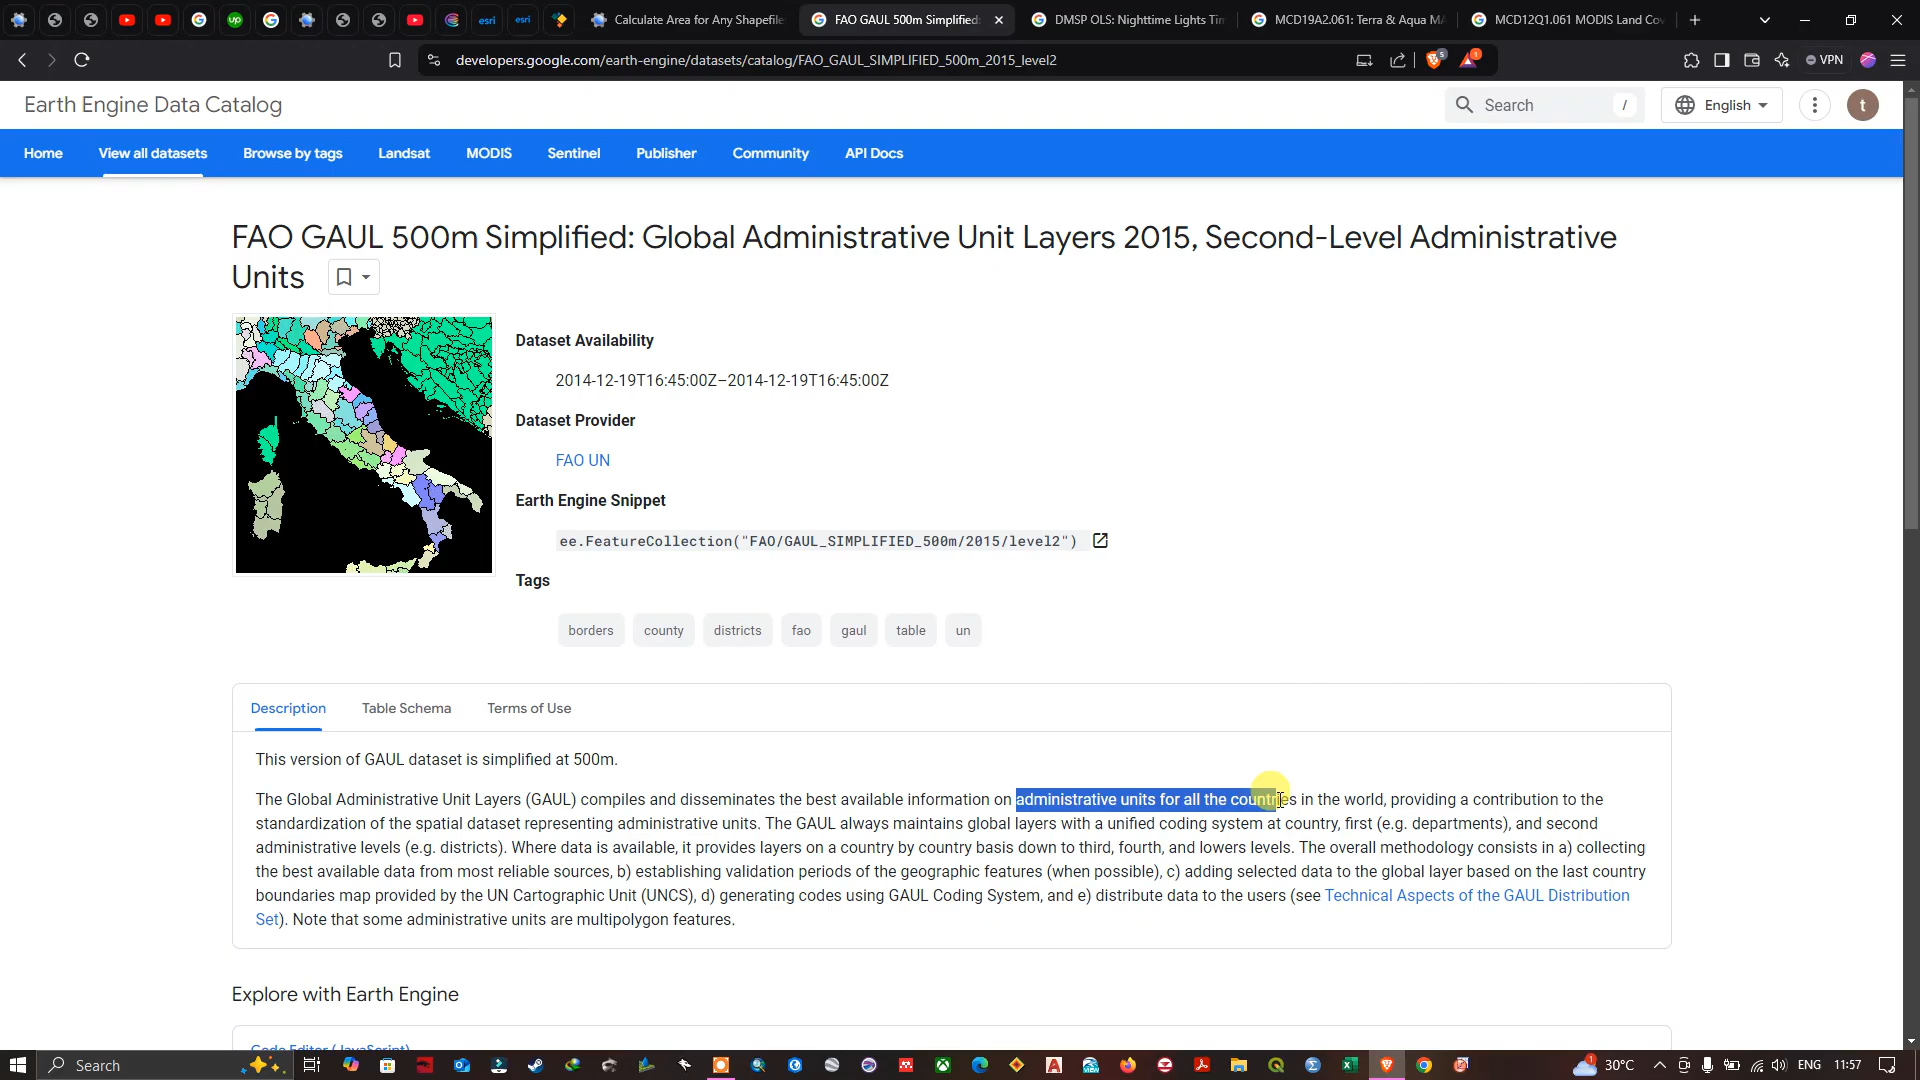 Calculate Area for Any Shapefile
FAO GAUL 500m Simplified:
DMSP OLS: Nighttime Lights Tim
MCD19A2.061: Terra & Aqua MA
MCD12Q1.061 MODIS Land Cov
developers.google.com/earth-engine/datasets/catalog/FAO_GAUL_SIMPLIFIED_500m_2015_level2
VPN
Earth Engine Data Catalog
Search
/
English
t
Home
View all datasets
Browse by tags
Landsat
MODIS
Sentinel
Publisher
Community
API Docs
FAO GAUL 500m Simplified: Global Administrative Unit Layers 2015, Second-Level Administrative
Units
Dataset Availability
2014-12-19T16:45:00Z–2014-12-19T16:45:00Z
Dataset Provider
FAO UN
Earth Engine Snippet
ee.FeatureCollection("FAO/GAUL_SIMPLIFIED_500m/2015/level2")
Tags
borders
county
districts
fao
gaul
table
un
Description
Table Schema
Terms of Use
This version of GAUL dataset is simplified at 500m.
The Global Administrative Unit Layers (GAUL) compiles and disseminates the best available information on administrative units for all the countries in the world, providing a contribution to the
standardization of the spatial dataset representing administrative units. The GAUL always maintains global layers with a unified coding system at country, first (e.g. departments), and second
administrative levels (e.g. districts). Where data is available, it provides layers on a country by country basis down to third, fourth, and lowers levels. The overall methodology consists in a) collecting
the best available data from most reliable sources, b) establishing validation periods of the geographic features (when possible), c) adding selected data to the global layer based on the last country
boundaries map provided by the UN Cartographic Unit (UNCS), d) generating codes using GAUL Coding System, and e) distribute data to the users (see Technical Aspects of the GAUL Distribution
Set). Note that some administrative units are multipolygon features.
Explore with Earth Engine
Code Editor (JavaScript)
Search
30°C
ENG
11:57